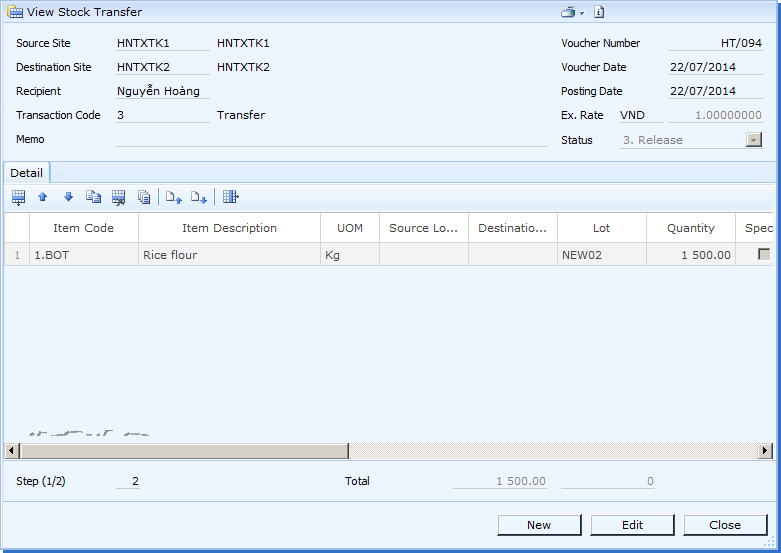 View Stock Transfer
Source Site HNTXTK1 HNTXTK1 Voucher Number HT/094
Destination Site HNTXTK2 HNTXTK2 Voucher Date 22/07/2014
Recipient Nguyễn Hoàng Posting Date 22/07/2014
Transaction Code 3 Transfer Ex. Rate VND 1.00000000
Memo Status 3. Release
Detail
Item Code Item Description UOM Source Lo... Destinatio... Lot Quantity Spec
1 1.BOT Rice flour Kg NEW02 1 500.00
Step (1/2) 2 Total 1 500.00 0
New Edit Close